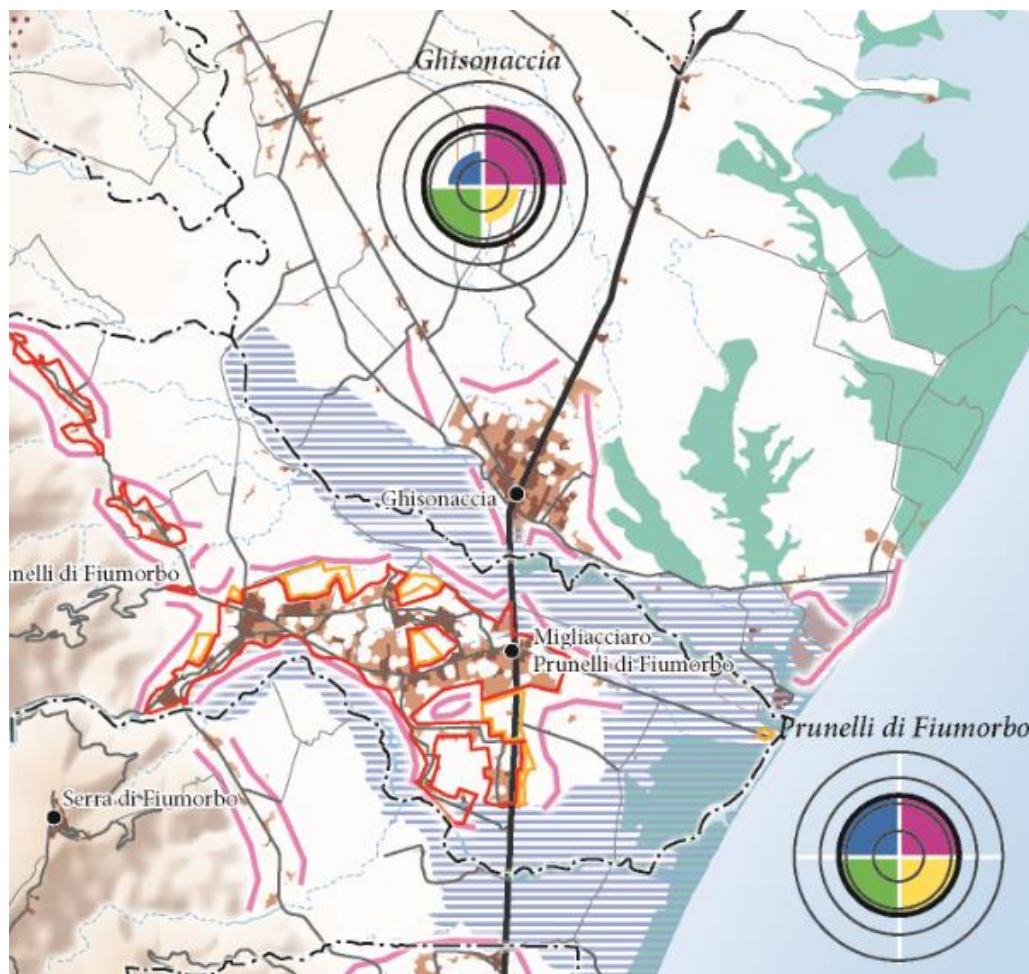 Ghisonaccia
Ghisonaccia
nelli di Fiumorbo
Migliacciaro
Prunelli di Fiumorbo
Prunelli di Fiumorbo
Serra di Fiumorbo